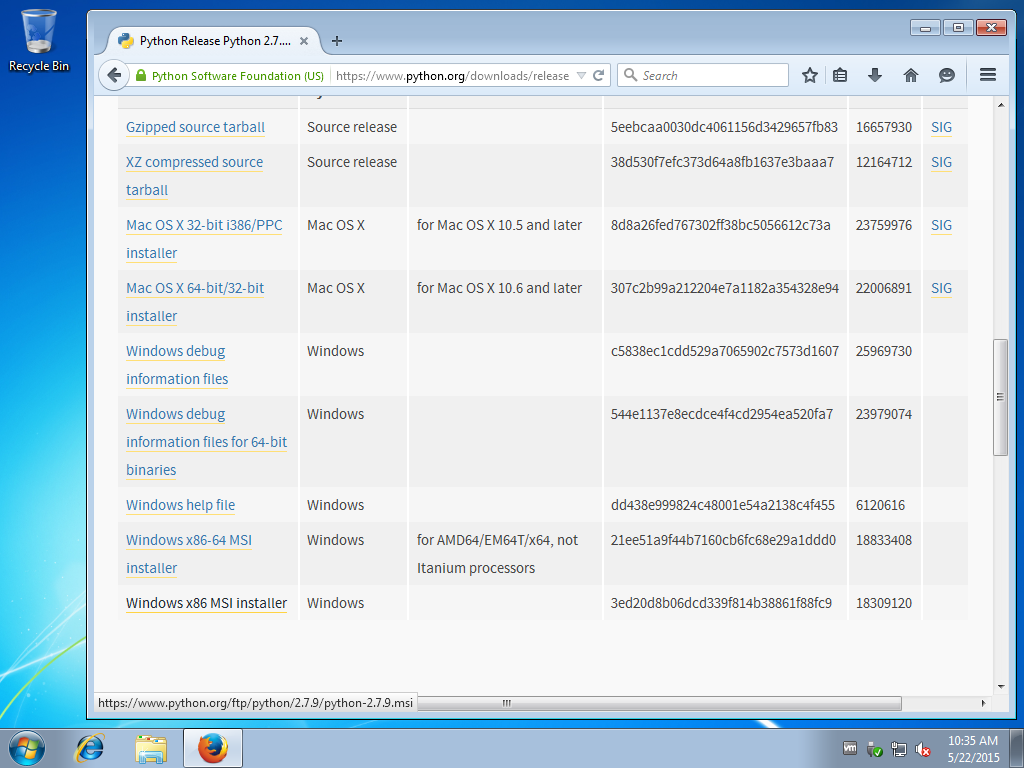 Recycle Bin
Python Release Python 2.7....
Python Software Foundation (US)
https://www.python.org/downloads/release
Search
Gzipped source tarball Source release 5eebcaa0030dc4061156d3429657fb83 16657930 SIG
XZ compressed source Source release 38d530f7efc373d64a8fb1637e3baaa7 12164712 SIG
tarball
Mac OS X 32-bit i386/PPC Mac OS X for Mac OS X 10.5 and later 8d8a26fed767302ff38bc5056612c73a 23759976 SIG
installer
Mac OS X 64-bit/32-bit Mac OS X for Mac OS X 10.6 and later 307c2b99a212204e7a1182a354328e94 22006891 SIG
installer
Windows debug Windows c5838ec1cdd529a7065902c7573d1607 25969730
information files
Windows debug Windows 544e1137e8ecdce4f4cd2954ea520fa7 23979074
information files for 64-bit
binaries
Windows help file Windows dd438e999824c48001e54a2138c4f455 6120616
Windows x86-64 MSI Windows for AMD64/EM64T/x64, not 21ee51a9f44b7160cb6fc68e29a1ddd0 18833408
installer Itanium processors
Windows x86 MSI installer Windows 3ed20d8b06dcd339f814b38861f88fc9 18309120
https://www.python.org/ftp/python/2.7.9/python-2.7.9.msi
vm
10:35 AM
5/22/2015